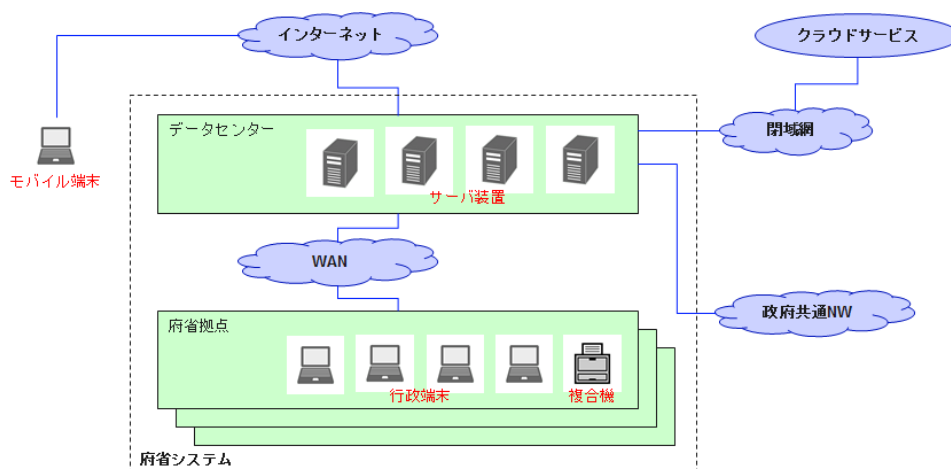 インターネット
クラウドサービス
データセンター
閉域網
モバイル端末
サーバ装置
WAN
政府共通NW
府省拠点
行政端末
複合機
府省システム